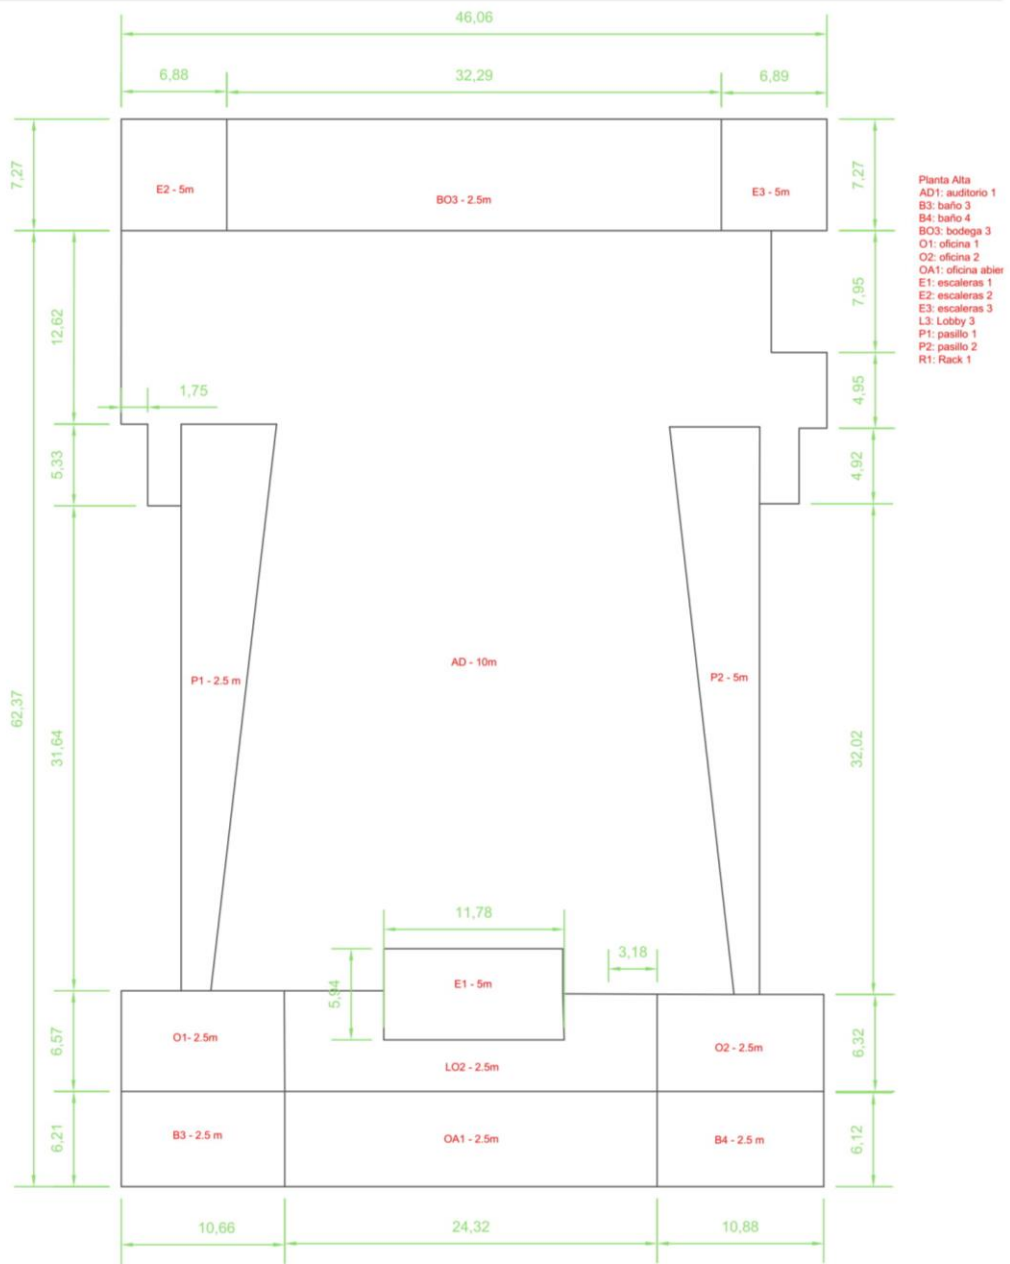 46,06
6,88
32,29
6,89
7,27
7,27
E2 - 5m
BO3 - 2.5m
E3 - 5m
Planta Alta
AD1: auditorio 1
B3: baño 3
B4: baño 4
BO3: bodega 3
O1: oficina 1
O2: oficina 2
OA1: oficina abier
E1: escaleras 1
E2: escaleras 2
E3: escaleras 3
L3: Lobby 3
P1: pasillo 1
P2: pasillo 2
R1: Rack 1
12,62
7,95
1,75
4,95
5,33
4,92
62,37
31,64
P1 - 2.5 m
AD - 10m
P2 - 5m
32,02
11,78
3,18
5,94
E1 - 5m
6,57
O1- 2.5m
LO2 - 2.5m
O2 - 2.5m
6,32
6,21
B3 - 2.5 m
OA1 - 2.5m
B4 - 2.5 m
6,12
10,66
24,32
10,88